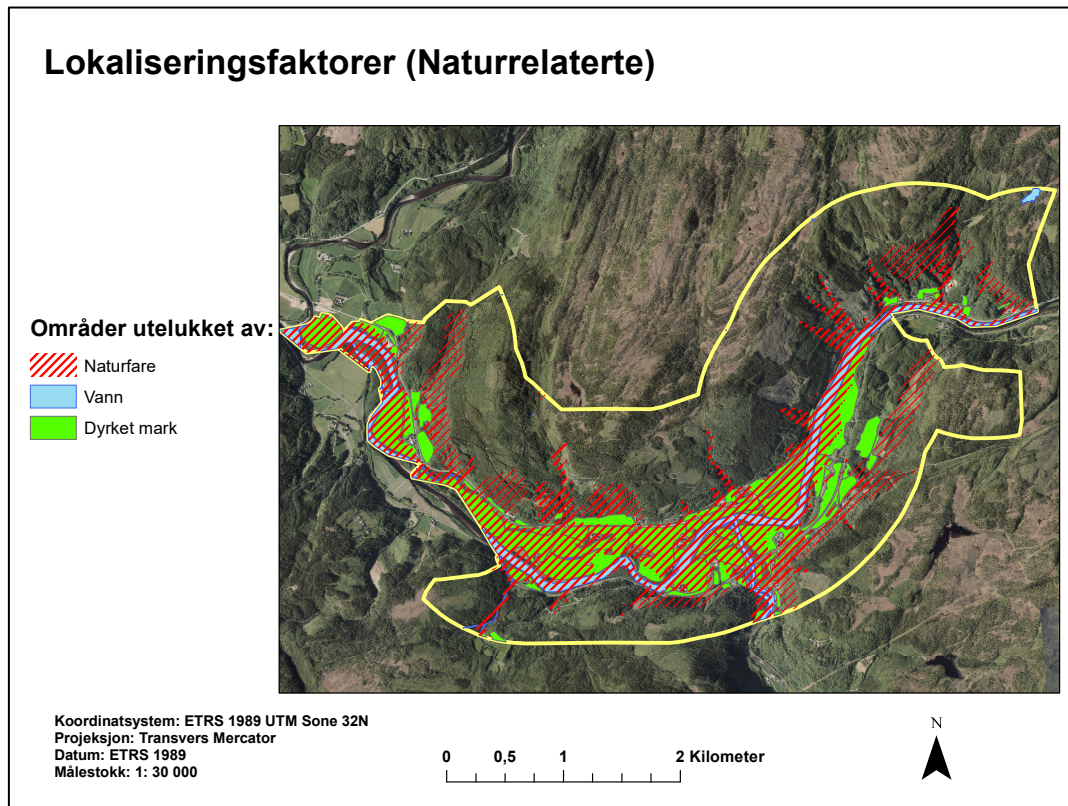 Lokaliseringsfaktorer (Naturrelaterte)
Områder utelukket av:
Naturfare
Vann
Dyrket mark
Koordinatsystem: ETRS 1989 UTM Sone 32N
Projeksjon: Transvers Mercator
Datum: ETRS 1989
Målestokk: 1: 30 000
0 0,5 1 2 Kilometer
N